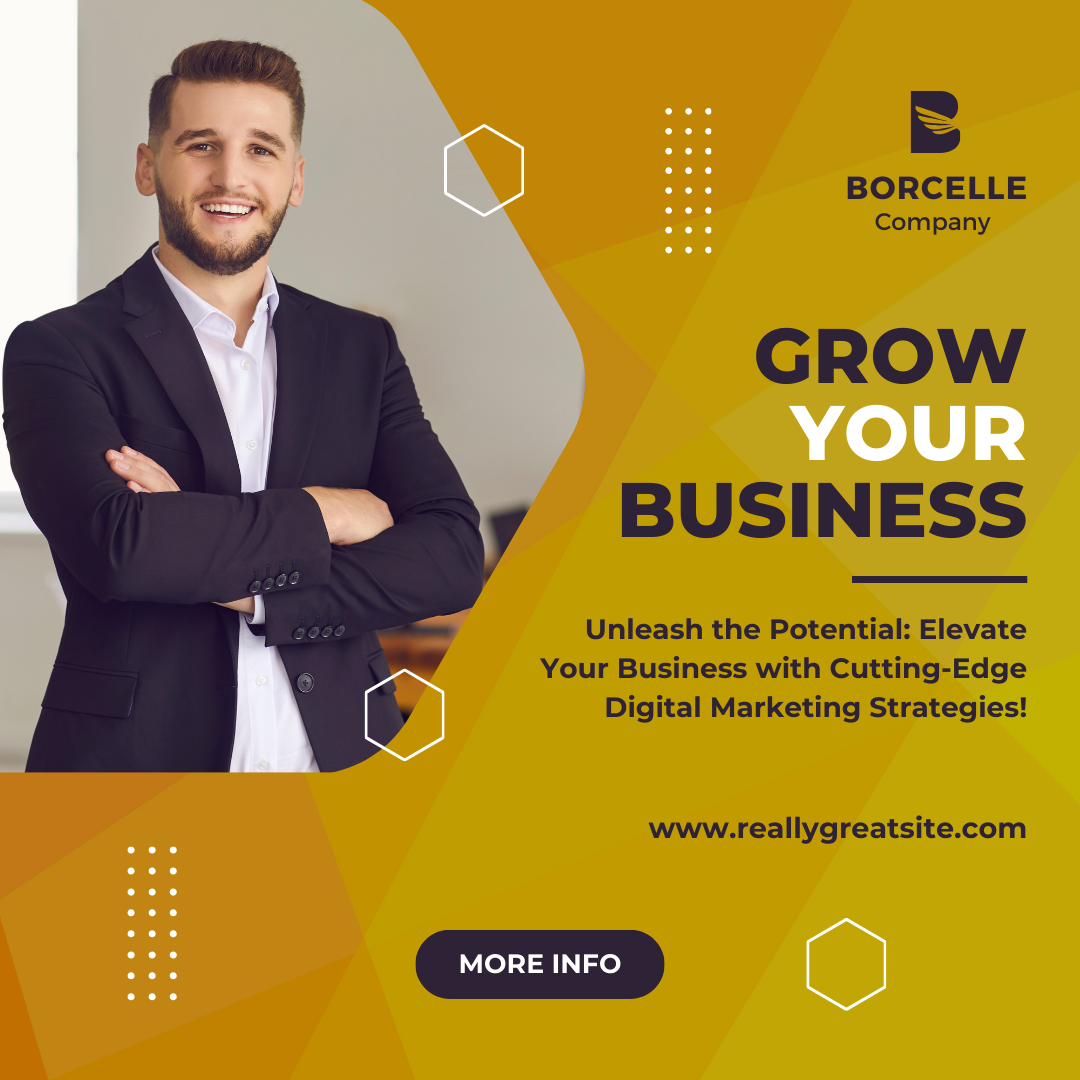 BORCELLE
Company
GROW
YOUR
BUSINESS
Unleash the Potential: Elevate
Your Business with Cutting-Edge
Digital Marketing Strategies!
www.reallygreatsite.com
MORE INFO